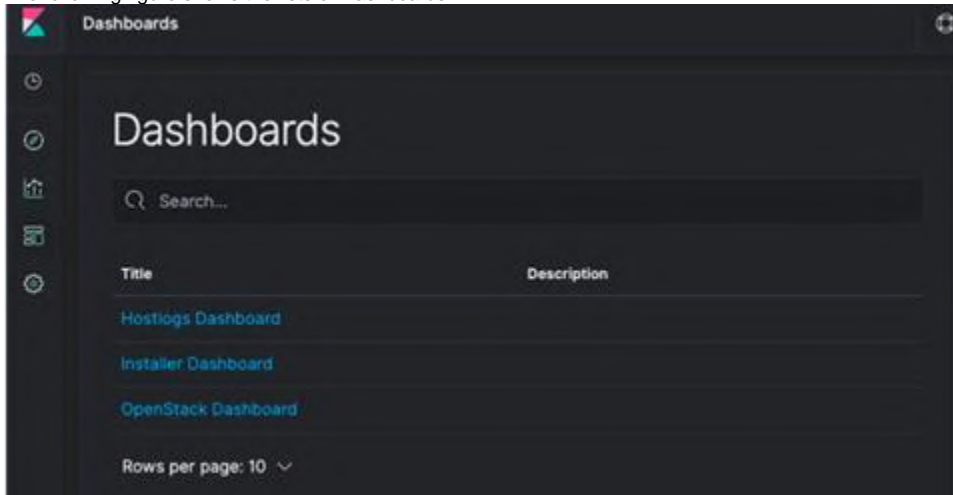 Dashboards
Dashboards
Search...
Title Description
Hostlogs Dashboard
Installer Dashboard
OpenStack Dashboard
Rows per page: 10